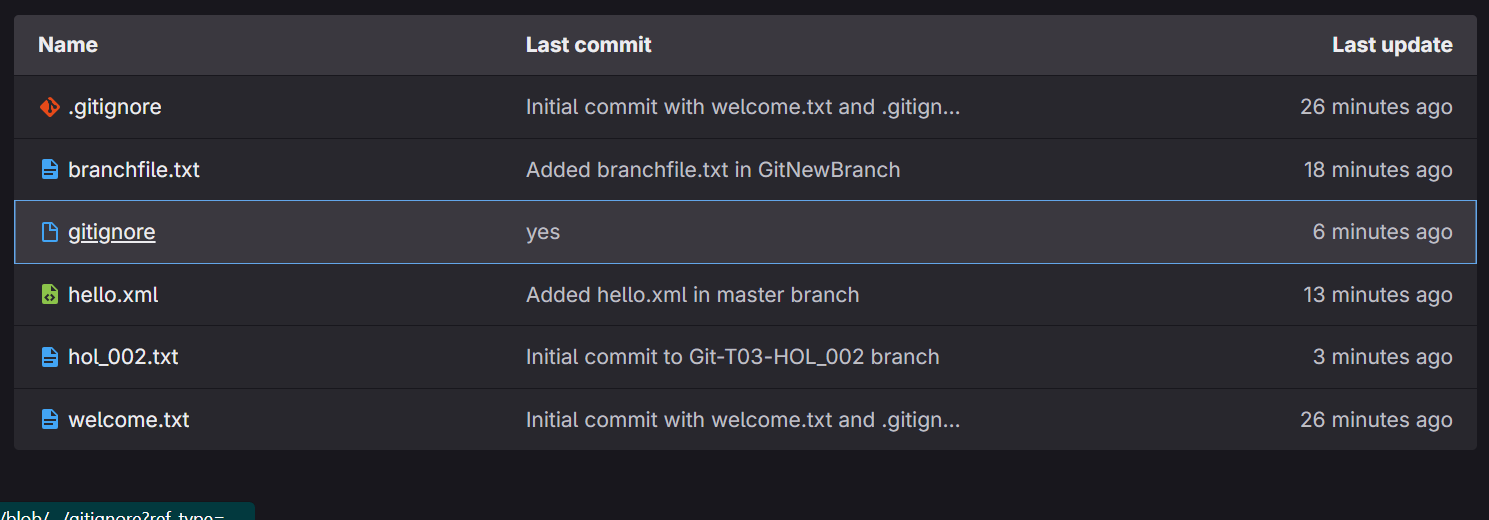 Name Last commit Last update
.gitignore Initial commit with welcome.txt and .gitign... 26 minutes ago
branchfile.txt Added branchfile.txt in GitNewBranch 18 minutes ago
gitignore yes 6 minutes ago
hello.xml Added hello.xml in master branch 13 minutes ago
hol_002.txt Initial commit to Git-T03-HOL_002 branch 3 minutes ago
welcome.txt Initial commit with welcome.txt and .gitign... 26 minutes ago
/blob/.../gitignore?ref_type=